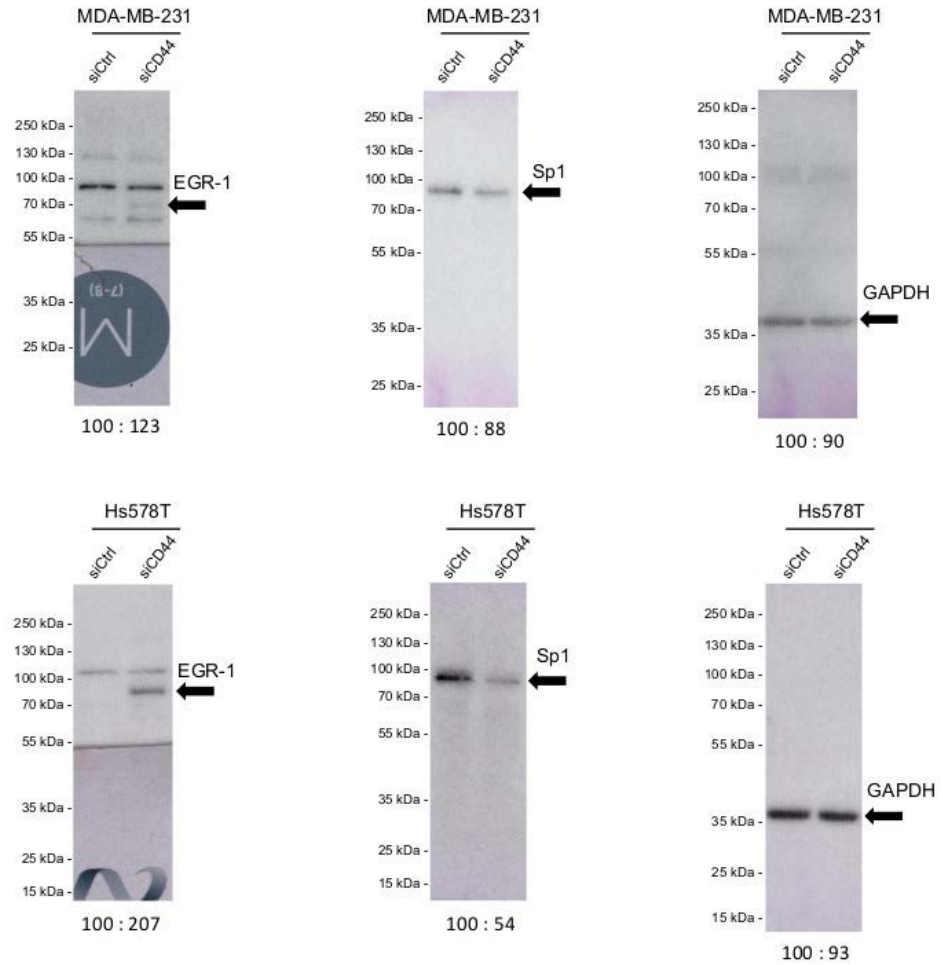 MDA-MB-231
siCtrl
siCD44
250 kDa -
130 kDa -
100 kDa -
70 kDa -
55 kDa -
35 kDa -
25 kDa -
EGR-1
(7-8)
M
100 : 123
MDA-MB-231
siCtrl
siCD44
250 kDa -
130 kDa -
100 kDa -
70 kDa -
55 kDa -
35 kDa -
25 kDa -
Sp1
100 : 88
MDA-MB-231
siCtrl
siCD44
250 kDa -
130 kDa -
100 kDa -
70 kDa -
55 kDa -
35 kDa -
25 kDa -
GAPDH
100 : 90
Hs578T
siCtrl
siCD44
250 kDa -
130 kDa -
100 kDa -
70 kDa -
55 kDa -
35 kDa -
25 kDa -
15 kDa -
EGR-1
100 : 207
Hs578T
siCtrl
siCD44
250 kDa -
130 kDa -
100 kDa -
70 kDa -
55 kDa -
35 kDa -
25 kDa -
15 kDa -
Sp1
100 : 54
Hs578T
siCtrl
siCD44
250 kDa -
130 kDa -
100 kDa -
70 kDa -
55 kDa -
35 kDa -
25 kDa -
15 kDa -
GAPDH
100 : 93